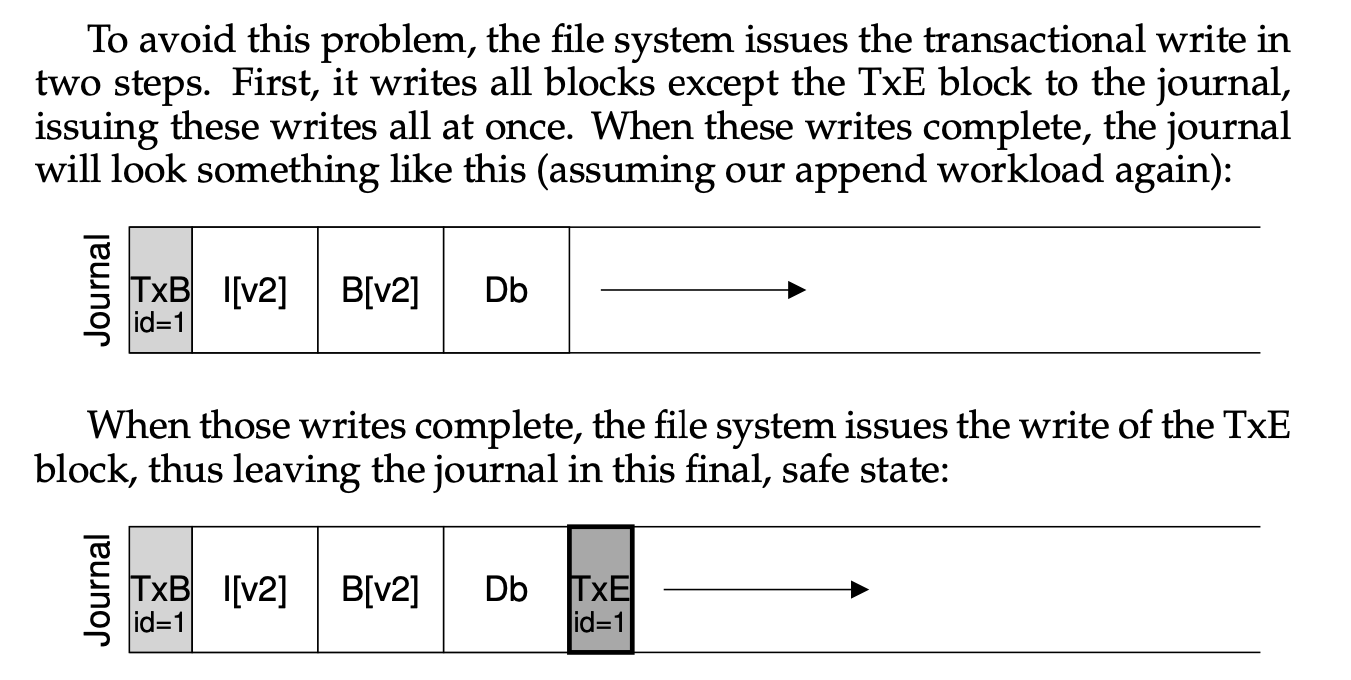 To avoid this problem, the file system issues the transactional write in
two steps. First, it writes all blocks except the TxE block to the journal,
issuing these writes all at once. When these writes complete, the journal
will look something like this (assuming our append workload again):
Journal
TxB I[v2] B[v2] Db
id=1
When those writes complete, the file system issues the write of the TxE
block, thus leaving the journal in this final, safe state:
Journal
TxB I[v2] B[v2] Db TxE
id=1 id=1